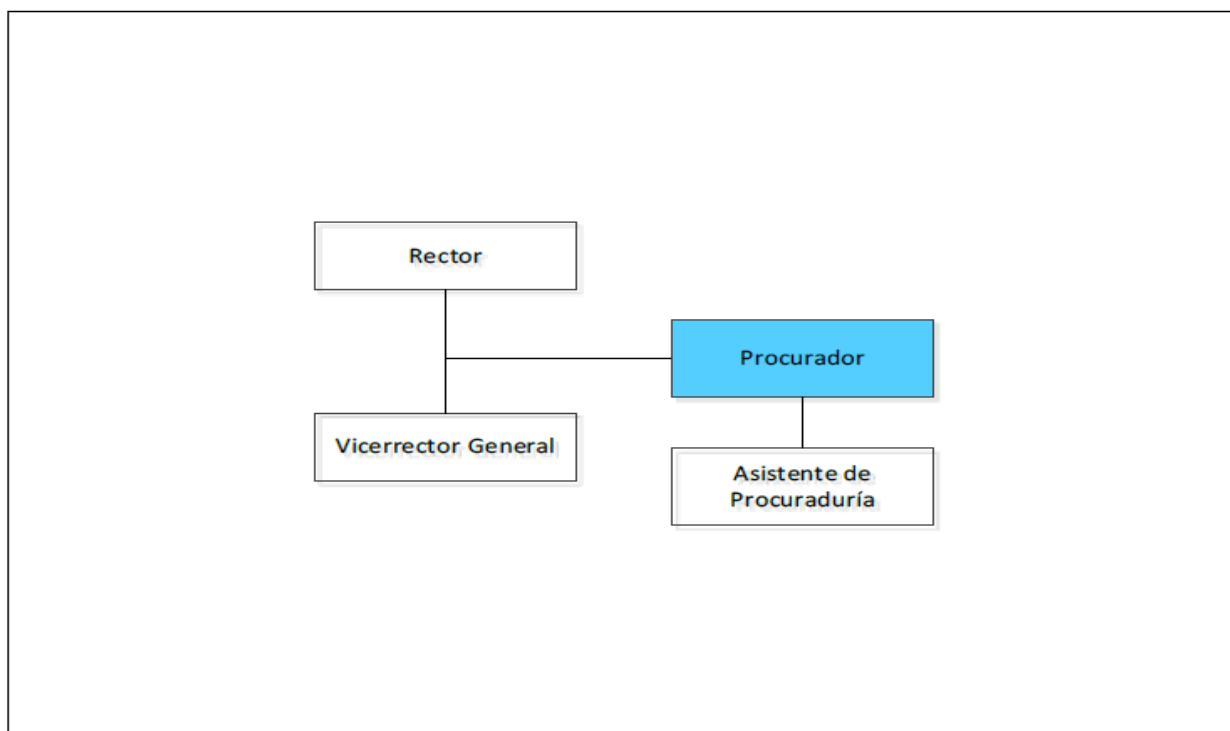 Rector
Procurador
Vicerrector General
Asistente de
Procuraduría